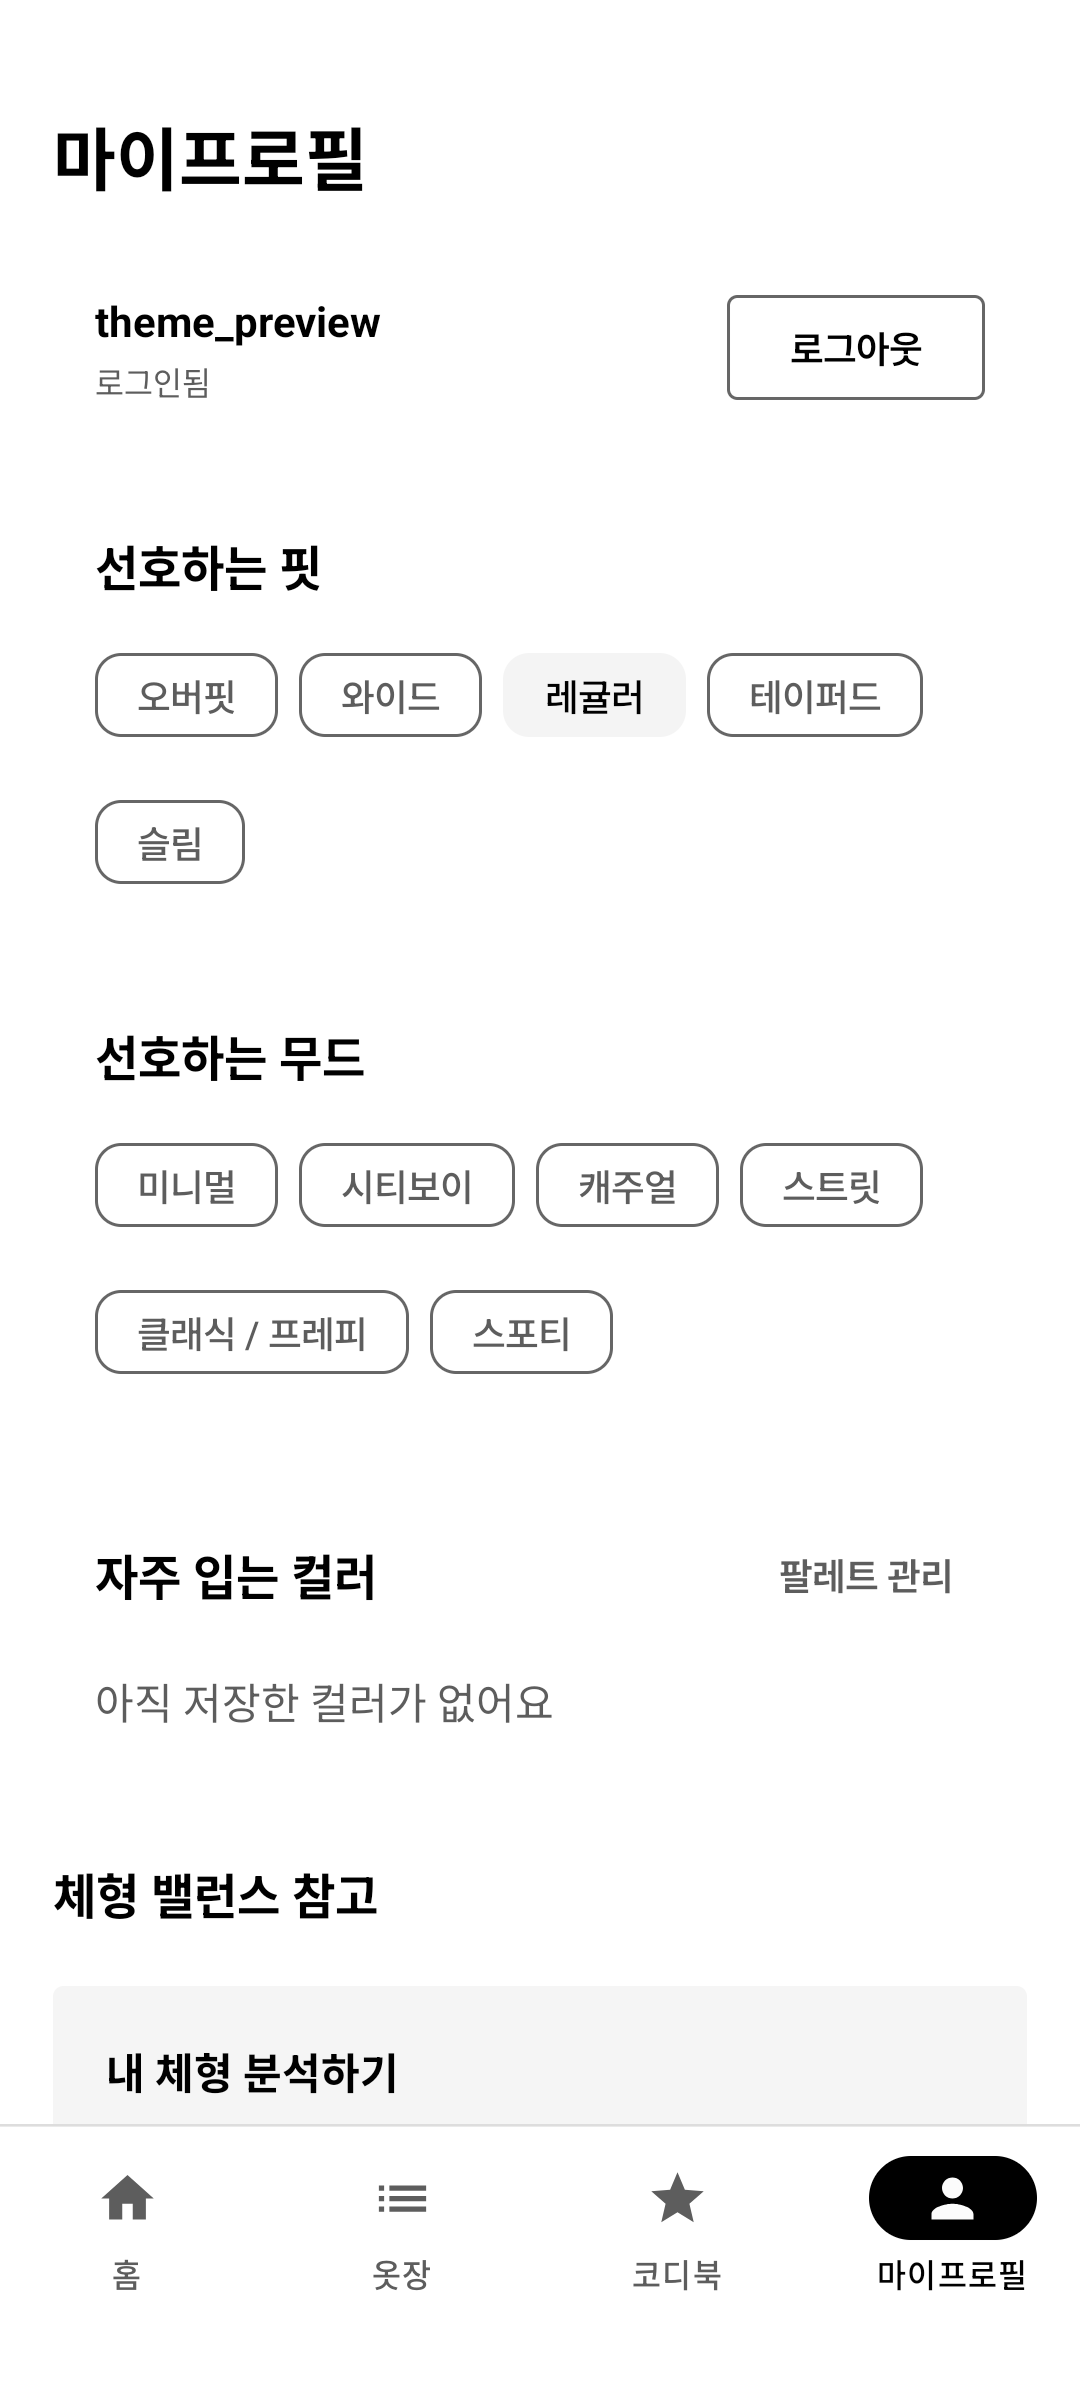 마이프로필
theme_preview
로그인됨
로그아웃
선호하는 핏
오버핏 와이드 레귤러 테이퍼드
슬림
선호하는 무드
미니멀 시티보이 캐주얼 스트릿
클래식 / 프레피 스포티
자주 입는 컬러 팔레트 관리
아직 저장한 컬러가 없어요
체형 밸런스 참고
내 체형 분석하기
홈 옷장 코디북 마이프로필